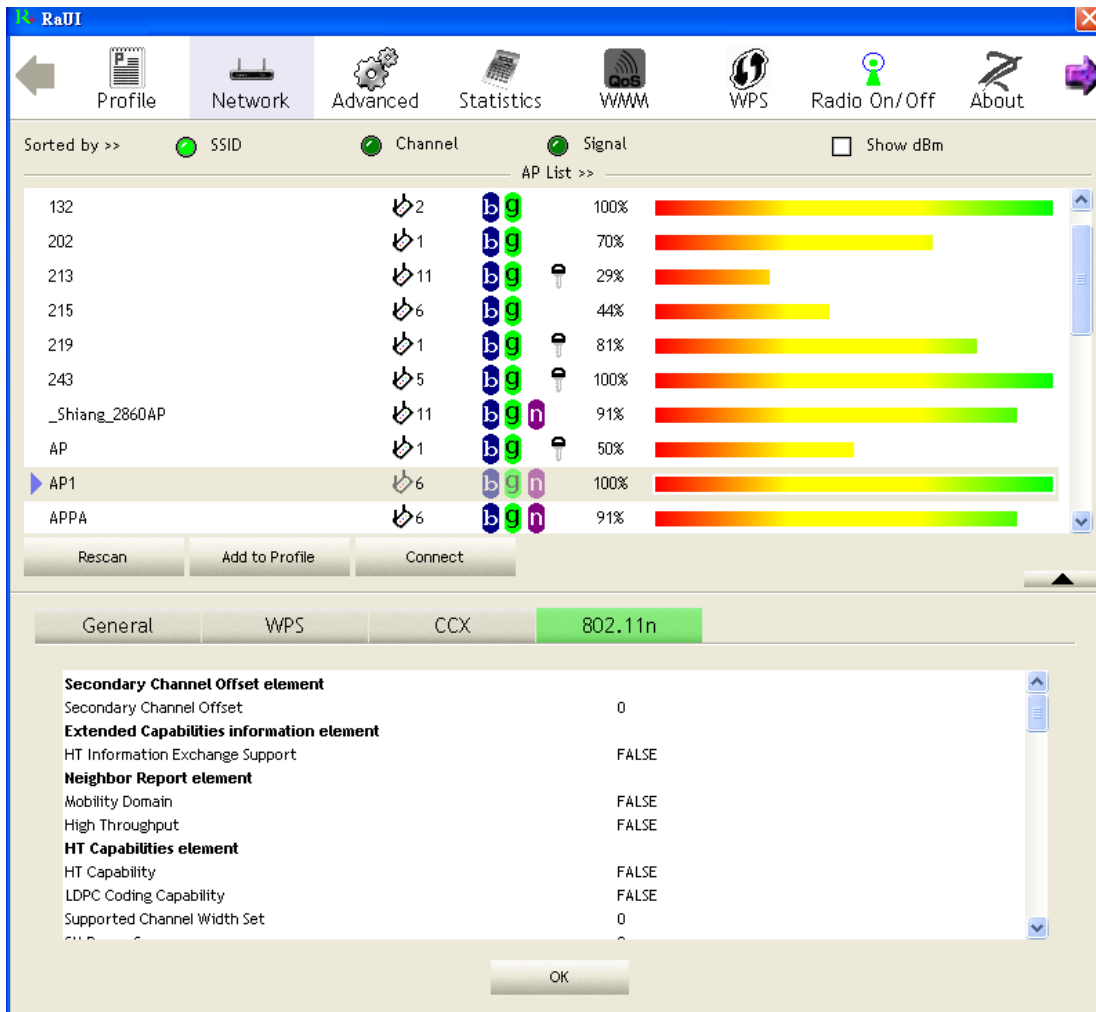 RaUI
Profile Network Advanced Statistics QoS WMM WPS Radio On/Off About
Sorted by >> SSID Channel Signal Show dBm
AP List >>
132 2 b g 100%
202 1 b g 70%
213 11 b g 29%
215 6 b g 44%
219 1 b g 81%
243 5 b g 100%
_Shiang_2860AP 11 b g n 91%
AP 1 b g 50%
AP1 6 b g n 100%
APPA 6 b g n 91%
Rescan Add to Profile Connect
General WPS CCX 802.11n
Secondary Channel Offset element
Secondary Channel Offset 0
Extended Capabilities information element
HT Information Exchange Support FALSE
Neighbor Report element
Mobility Domain FALSE
High Throughput FALSE
HT Capabilities element
HT Capability FALSE
LDPC Coding Capability FALSE
Supported Channel Width Set 0
OK